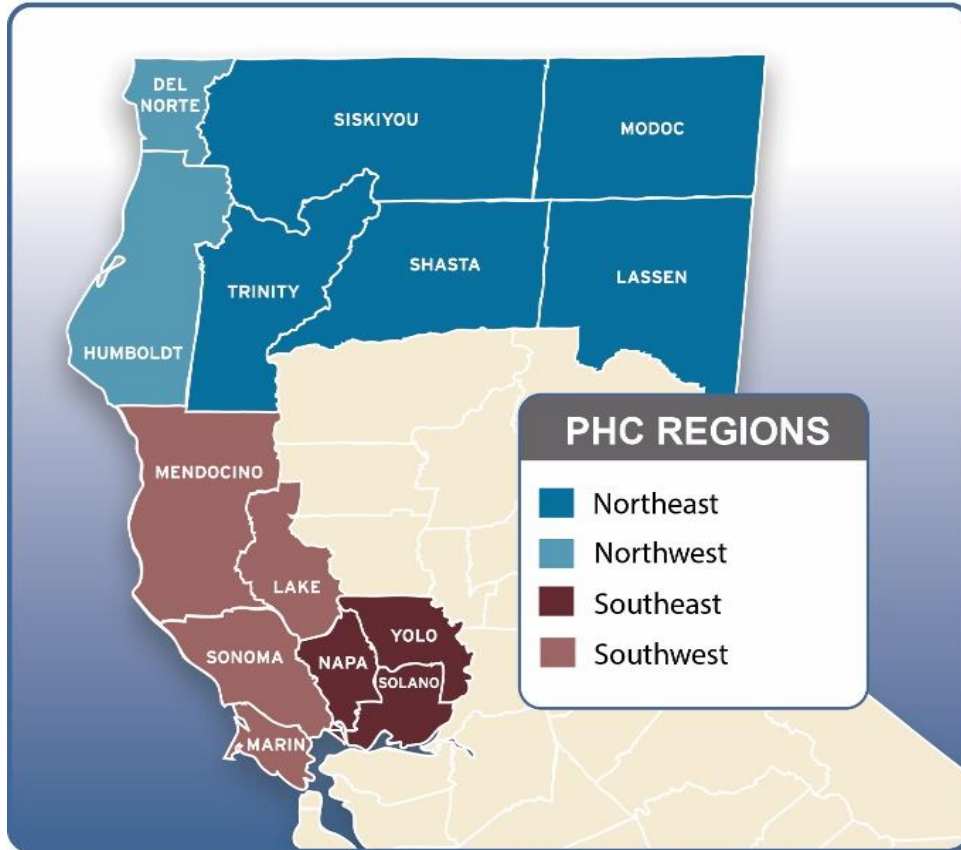 DEL
NORTE
SISKIYOU
MODOC
SHASTA
LASSEN
TRINITY
HUMBOLDT
MENDOCINO
LAKE
SONOMA
NAPA
YOLO
SOLANO
MARIN
PHC REGIONS
Northeast
Northwest
Southeast
Southwest